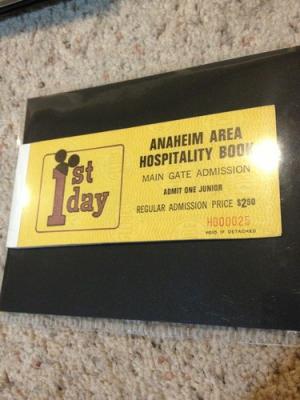 1st
day
ANAHEIM AREA
HOSPITALITY BOOK
MAIN GATE ADMISSION
ADMIT ONE JUNIOR
REGULAR ADMISSION PRICE $2.60
H000025
VOID IF DETACHED